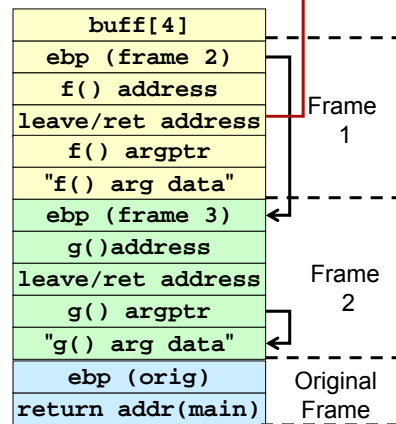 buff[4]
ebp (frame 2)
f() address
leave/ret address
f() argptr
"f() arg data"
Frame
1
ebp (frame 3)
g()address
leave/ret address
g() argptr
"g() arg data"
Frame
2
ebp (orig)
return addr(main)
Original
Frame